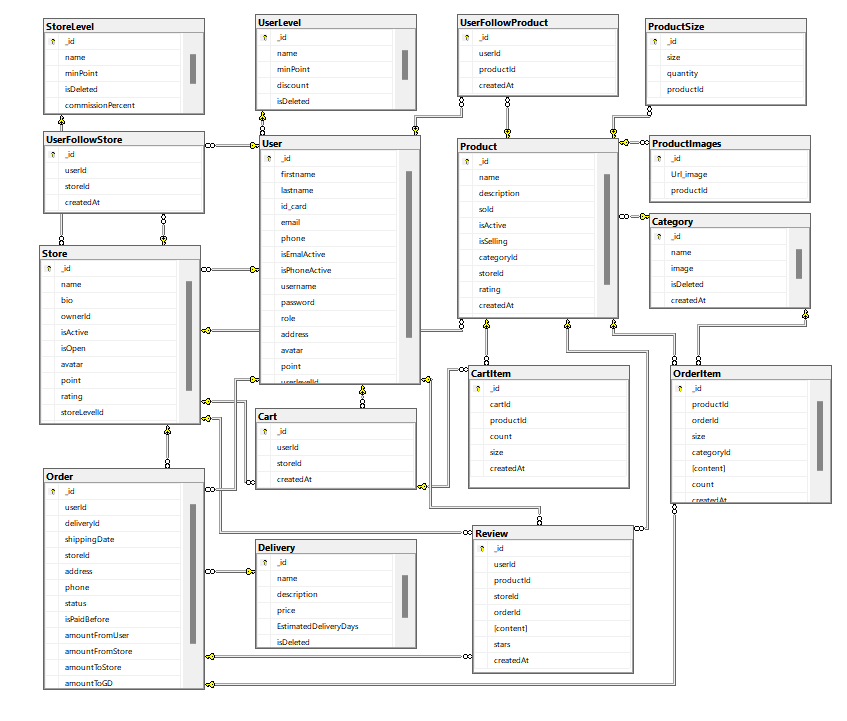 StoreLevel
_id
name
minPoint
isDeleted
commissionPercent
UserLevel
_id
name
minPoint
discount
isDeleted
UserFollowProduct
_id
userId
productId
createdAt
ProductSize
_id
size
quantity
productId
UserFollowStore
_id
userId
storeId
createdAt
User
_id
firstname
lastname
id_card
email
phone
isEmalActive
isPhoneActive
username
password
role
address
avatar
point
userlevelId
Product
_id
name
description
sold
isActive
isSelling
categoryId
storeId
rating
createdAt
ProductImages
_id
Url_image
productId
Category
_id
name
image
isDeleted
createdAt
Store
_id
name
bio
ownerId
isActive
isOpen
avatar
point
rating
storeLevelId
Cart
_id
userId
storeId
createdAt
CartItem
_id
cartId
productId
count
size
createdAt
OrderItem
_id
productId
orderId
size
categoryId
[content]
count
createdAt
Order
_id
userId
deliveryId
shippingDate
storeId
address
phone
status
isPaidBefore
amountFromUser
amountFromStore
amountToStore
amountToGD
Delivery
_id
name
description
price
EstimatedDeliveryDays
isDeleted
Review
_id
userId
productId
storeId
orderId
[content]
stars
createdAt